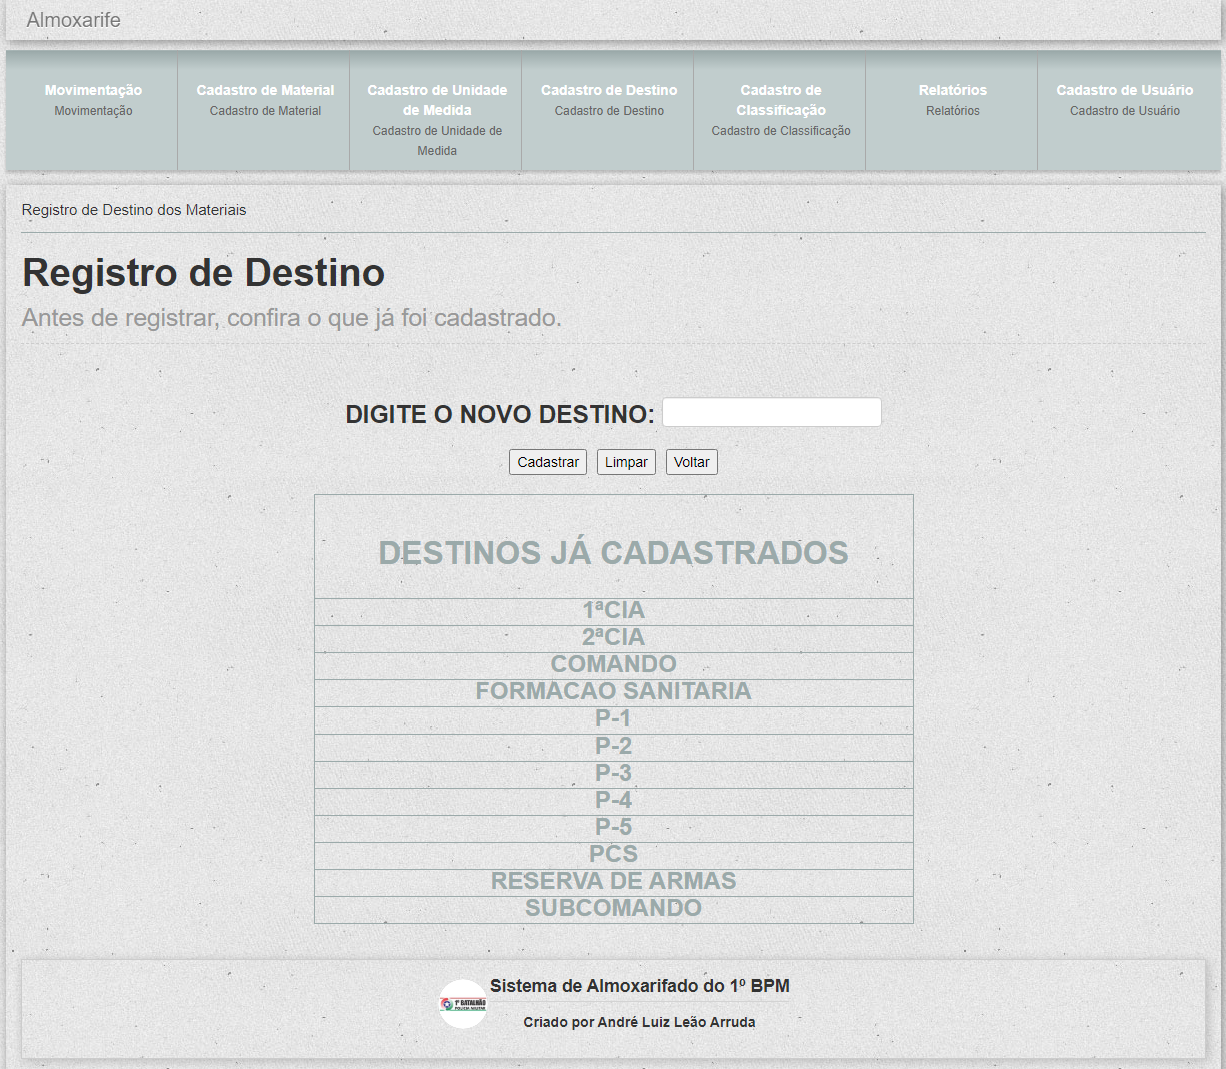 Almoxarife
Movimentação
Movimentação
Cadastro de Material
Cadastro de Material
Cadastro de Unidade
de Medida
Cadastro de Unidade de
Medida
Cadastro de Destino
Cadastro de Destino
Cadastro de
Classificação
Cadastro de Classificação
Relatórios
Relatórios
Cadastro de Usuário
Cadastro de Usuário
Registro de Destino dos Materiais
Registro de Destino
Antes de registrar, confira o que já foi cadastrado.
DIGITE O NOVO DESTINO:
Cadastrar Limpar Voltar
DESTINOS JÁ CADASTRADOS
1ªCIA
2ªCIA
COMANDO
FORMACAO SANITARIA
P-1
P-2
P-3
P-4
P-5
PCS
RESERVA DE ARMAS
SUBCOMANDO
1º BATALHÃO
POLÍCIA MILITAR
Sistema de Almoxarifado do 1º BPM
Criado por André Luiz Leão Arruda